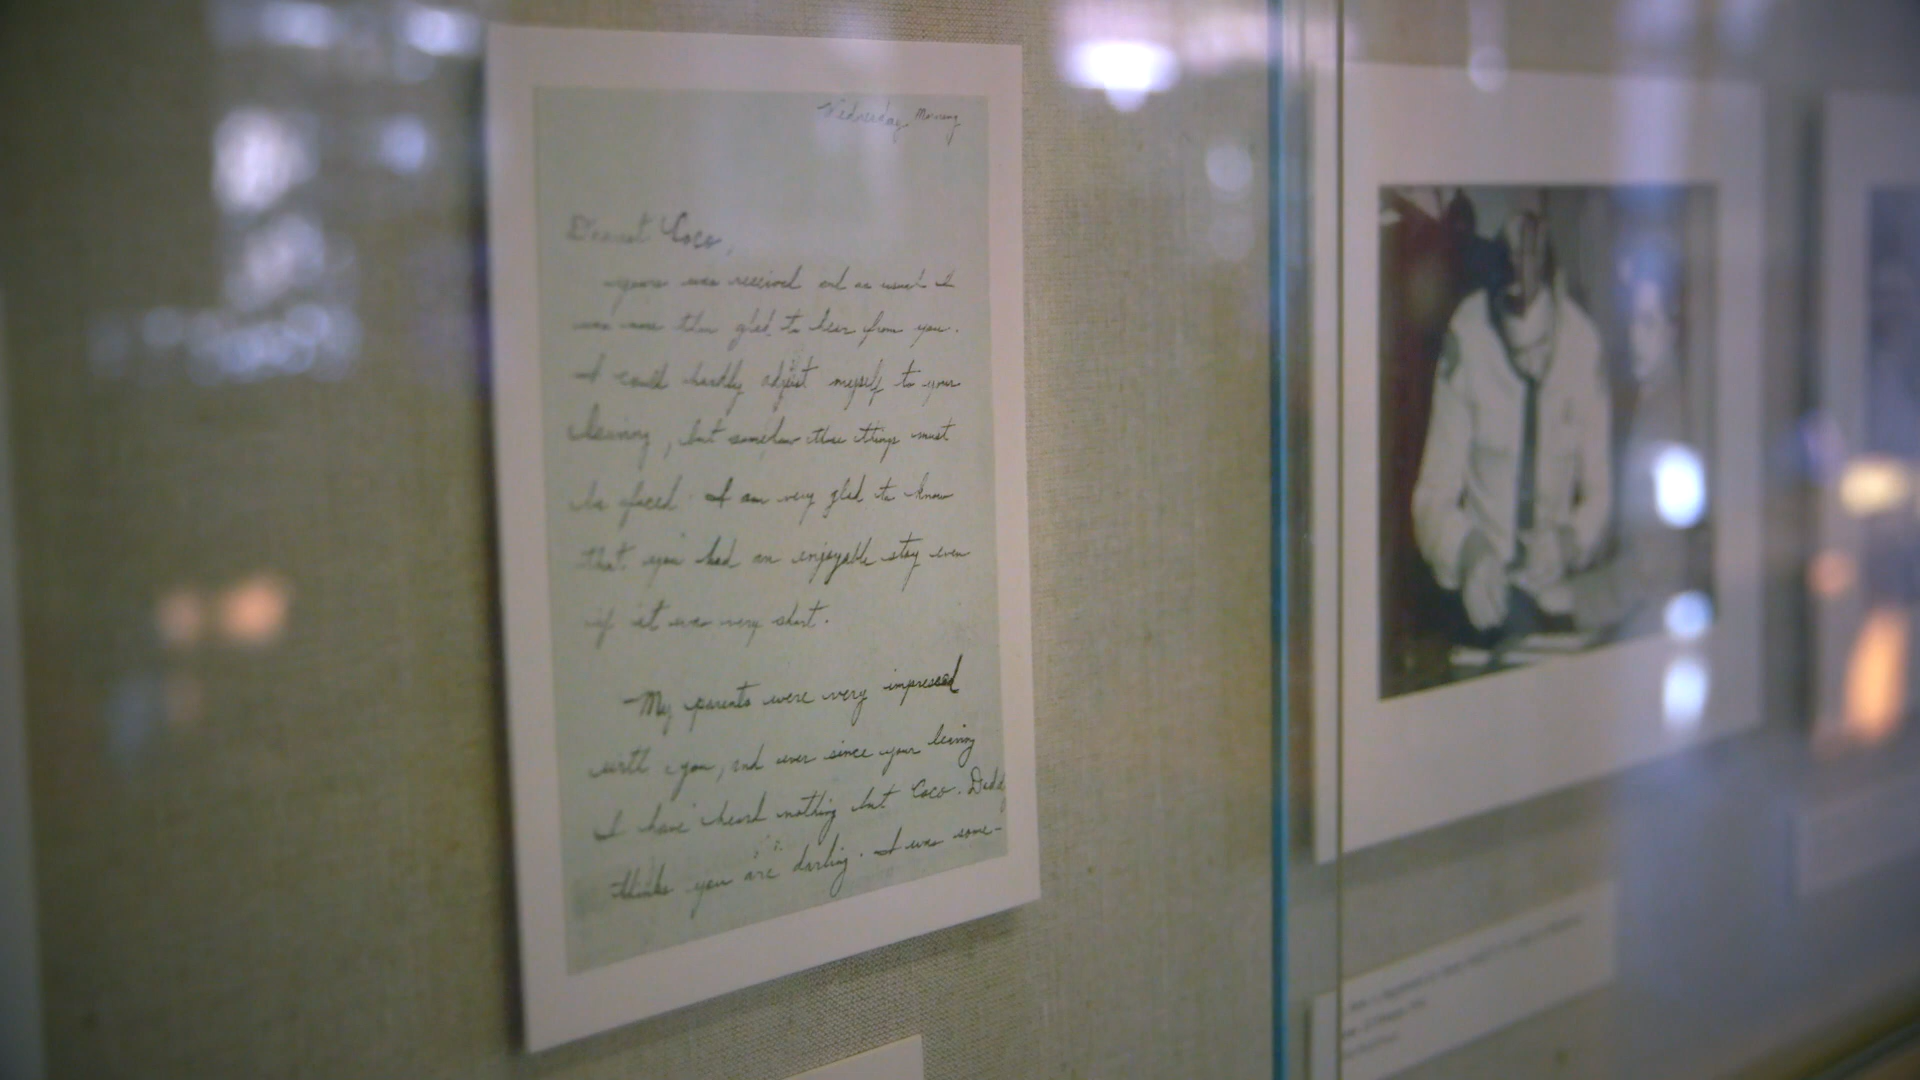 Wednesday Morning
Dearest Coco,
yours was received and as usual I
was more then glad to hear from you.
I could hardly adjust myself to your
leaving, but somehow these things must
be faced. I am very glad to know
that you had an enjoyable stay even
if it was very short.
My parents were very impressed
with you, and ever since your leaving
I have heard nothing but Coco. Daddy
thinks you are darling. I was some-